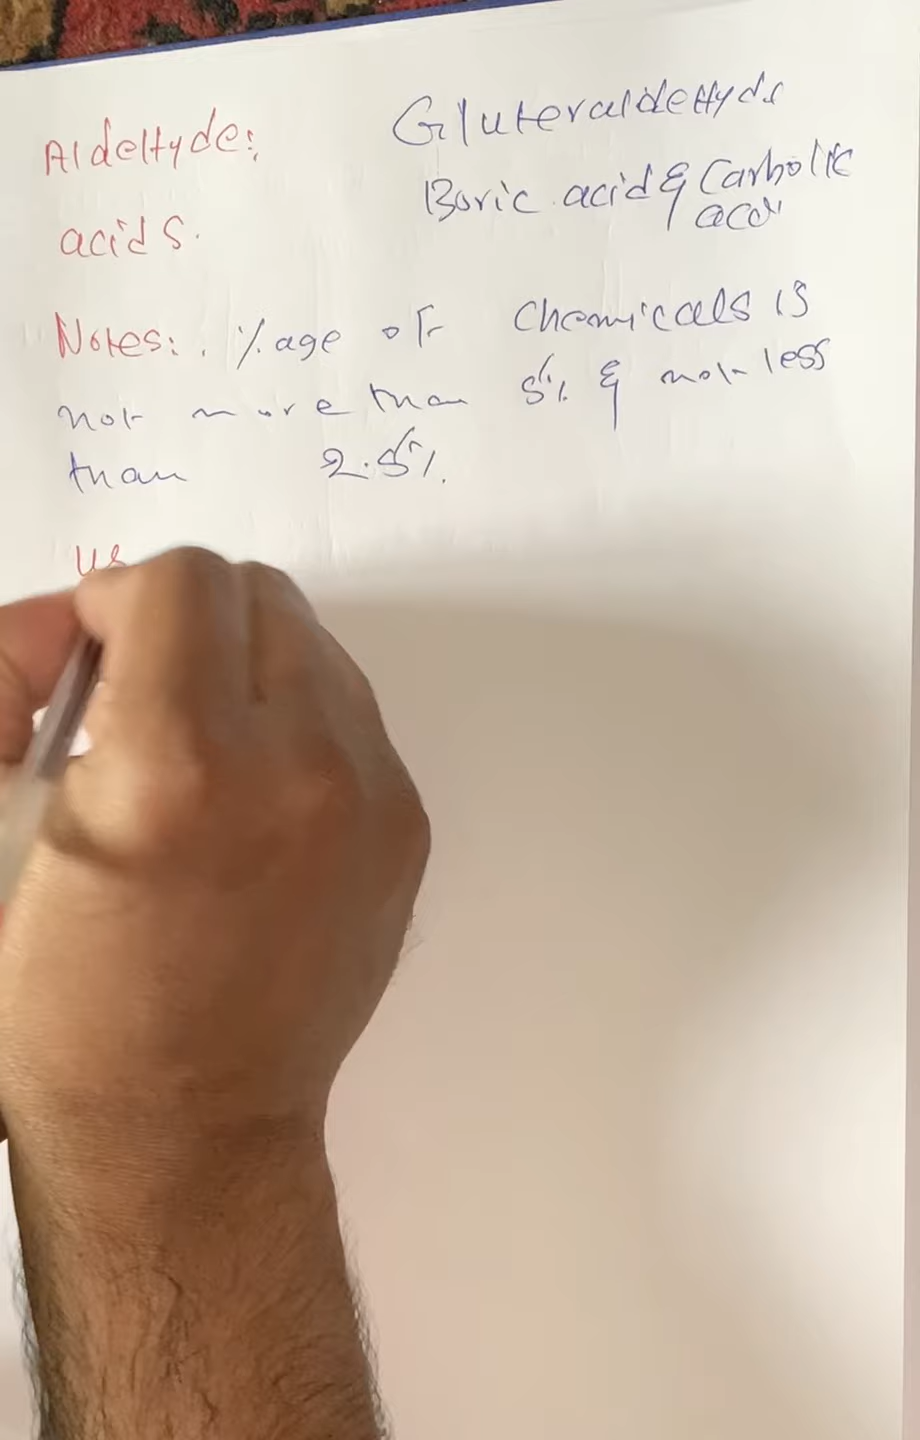 Aldehyde: Gluteraldehyde
acids. Boric acid & Carbolic
acid
Notes: %age of Chemicals is
not more than 5% & not less
than 2.5%.
us